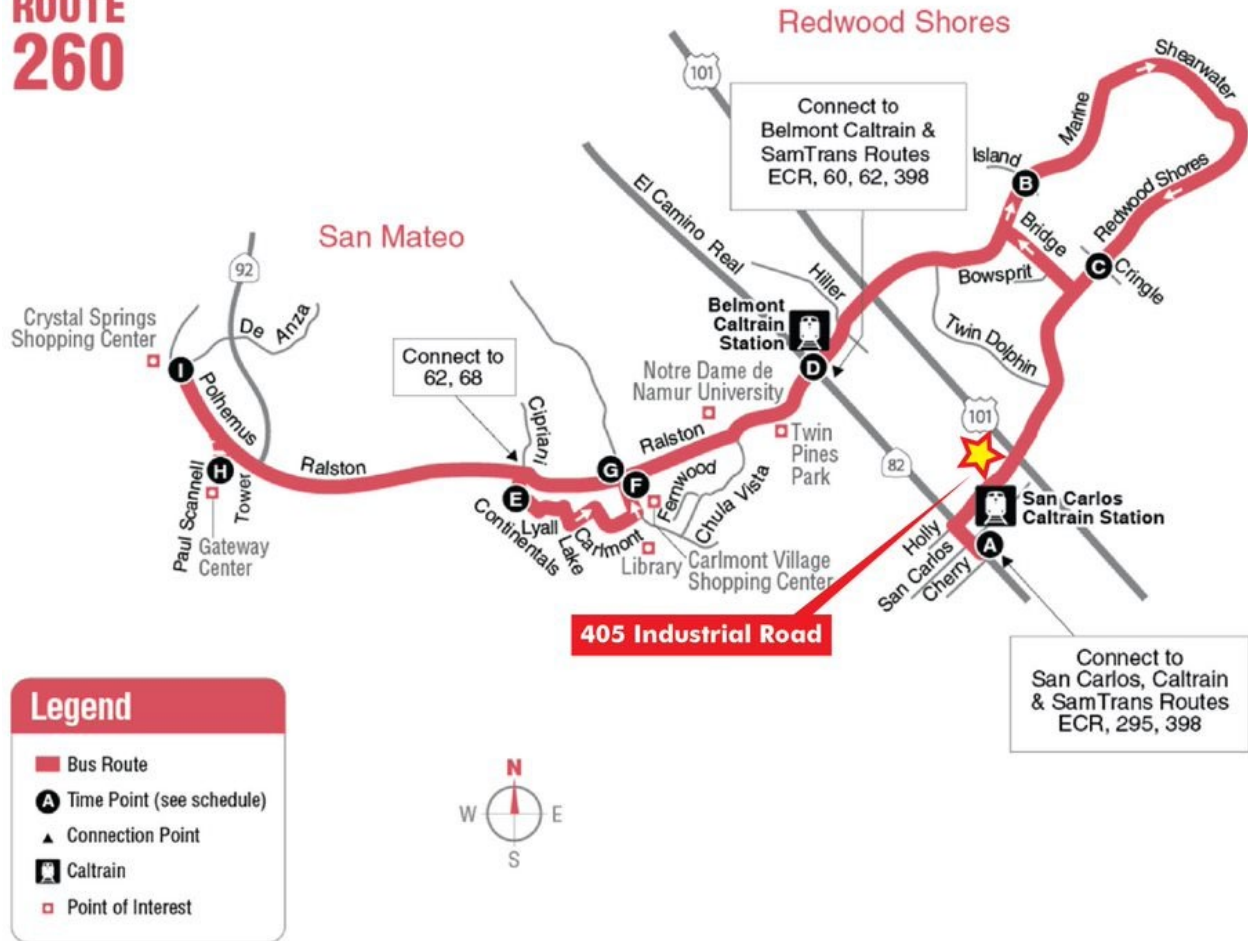 ROUTE
260
Redwood Shores
101
Connect to
Belmont Caltrain &
SamTrans Routes
ECR, 60, 62, 398
Shearwater
Marine
Island
B
Redwood Shores
Bridge
C
Cringle
Bowsprit
El Camino Real
Hiller
Twin Dolphin
San Mateo
92
De Anza
Crystal Springs
Shopping Center
I
Polhemus
Connect to
62, 68
Belmont
Caltrain
Station
D
Notre Dame de
Namur University
Cipriani
Ralston
Twin
Pines
Park
101
82
H
Ralston
G
F
E
Fernwood
Chula Vista
Paul Scannell
Tower
Gateway
Center
Continentals
Lyall
Lake
Carlmont
Library
Carlmont Village
Shopping Center
San Carlos
Caltrain Station
Holly
San Carlos
Cherry
A
405 Industrial Road
Connect to
San Carlos, Caltrain
& SamTrans Routes
ECR, 295, 398
Legend
Bus Route
A Time Point (see schedule)
Connection Point
Caltrain
Point of Interest
N
W E
S